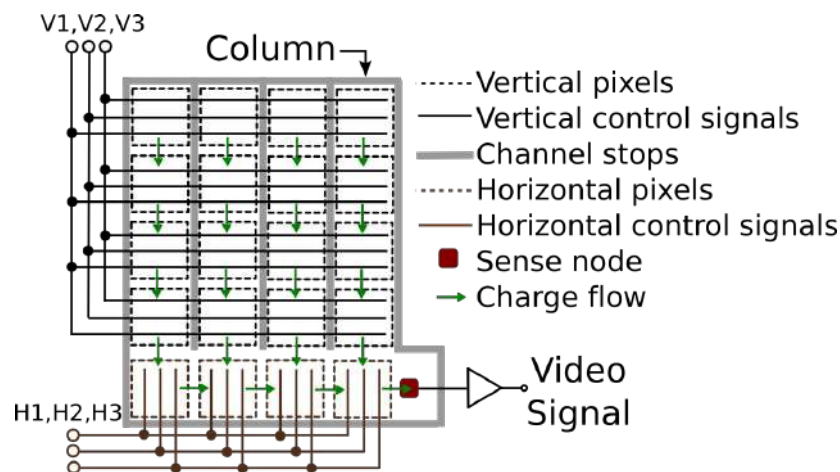 V1,V2,V3
Column
Vertical pixels
Vertical control signals
Channel stops
Horizontal pixels
Horizontal control signals
Sense node
Charge flow
H1,H2,H3
Video
Signal